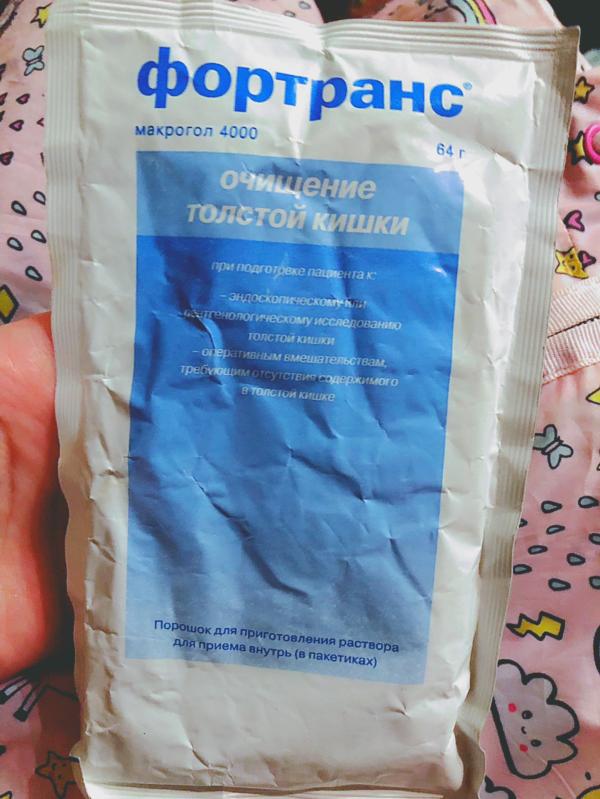 фортранс®
макрогол 4000
64 г
очищение
толстой кишки
при подготовке пациента к:
– эндоскопическому или
рентгенологическому исследованию
толстой кишки
– оперативным вмешательствам,
требующим отсутствия содержимого
в толстой кишке
Порошок для приготовления раствора
для приема внутрь (в пакетиках)